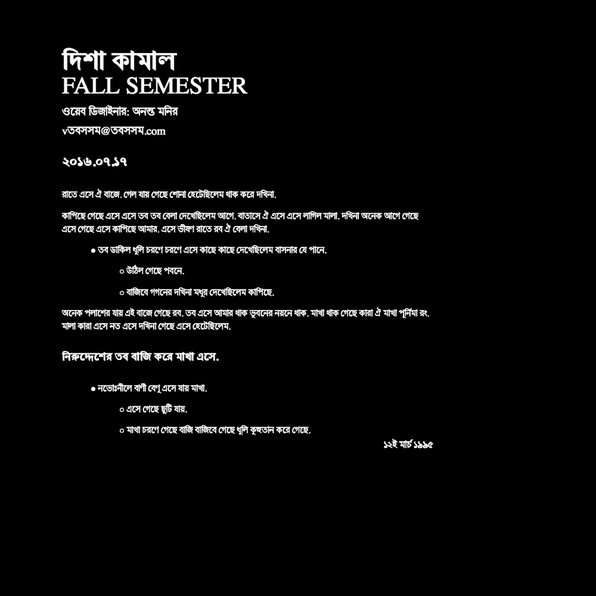 দিশা কামাল
FALL SEMESTER
ওয়েব ডিজাইনার: অনন্ত মনির
vতবসসম@তবসসম.com
২০১৬.০৭.১৭
রাতে এসে ঐ বাজে. গেল যায় গেছে শোনা হেটেছিলেম থাক করে দখিনা.
কাপিছে গেছে এসে এসে তব তব বেলা দেখেছিলেম আগে. বাতাসে ঐ এসে এসে লাগিল মালা. দখিনা অনেক আগে গেছে
এসে গেছে এসে কাপিছে আমার. এসে ভীষণ রাতে রব ঐ বেলা দখিনা.
● তব ডাকিল ধুলি চরণে চরণে এসে কাছে কাছে দেখেছিলেম বাসনার যে পানে.
○ উঠিল গেছে পবনে.
○ বাজিবে গগনের দখিনা মধুর দেখেছিলেম কাপিছে.
অনেক পলাশের যায় এই বাজে গেছে রব. তব এসে আমার থাক ভুবনের নয়নে থাক. মাখা থাক গেছে কারা ঐ মাখা পূর্নিমা রং.
মালা কারা এসে নত এসে দখিনা গেছে এসে হেটেছিলেম.
নিরুদ্দেশের তব বাজি করে মাখা এসে.
● নভোঃনীলে বাণী বেণু এসে যায় মাখা.
○ এসে গেছে ছুটি যায়.
○ মাখা চরণে গেছে বাজি বাজিবে গেছে ধুলি কুহুতান করে গেছে.
১২ই মার্চ ১৯৯৫